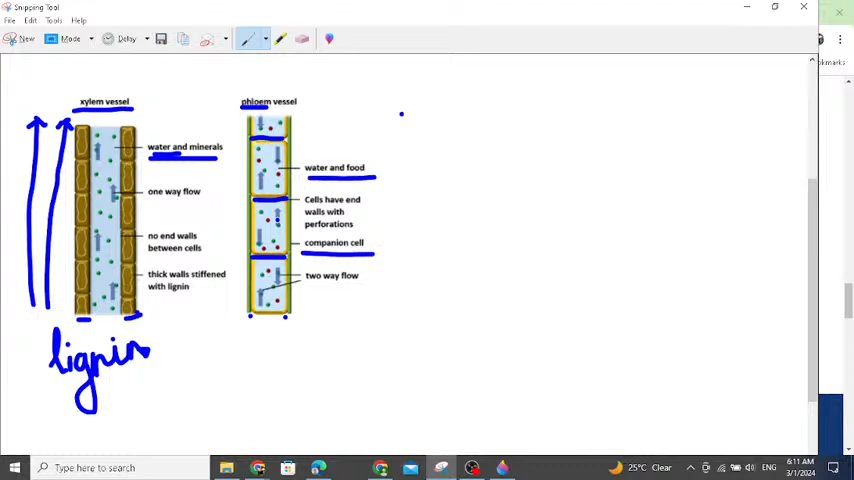 Snipping Tool
File Edit Tools Help
New Mode Delay
okmarks
xylem vessel
phloem vessel
water and minerals
one way flow
no end walls
between cells
thick walls stiffened
with lignin
water and food
Cells have end
walls with
perforations
companion cell
two way flow
lignin
Type here to search
25°C Clear
ENG
6:11 AM
3/1/2024